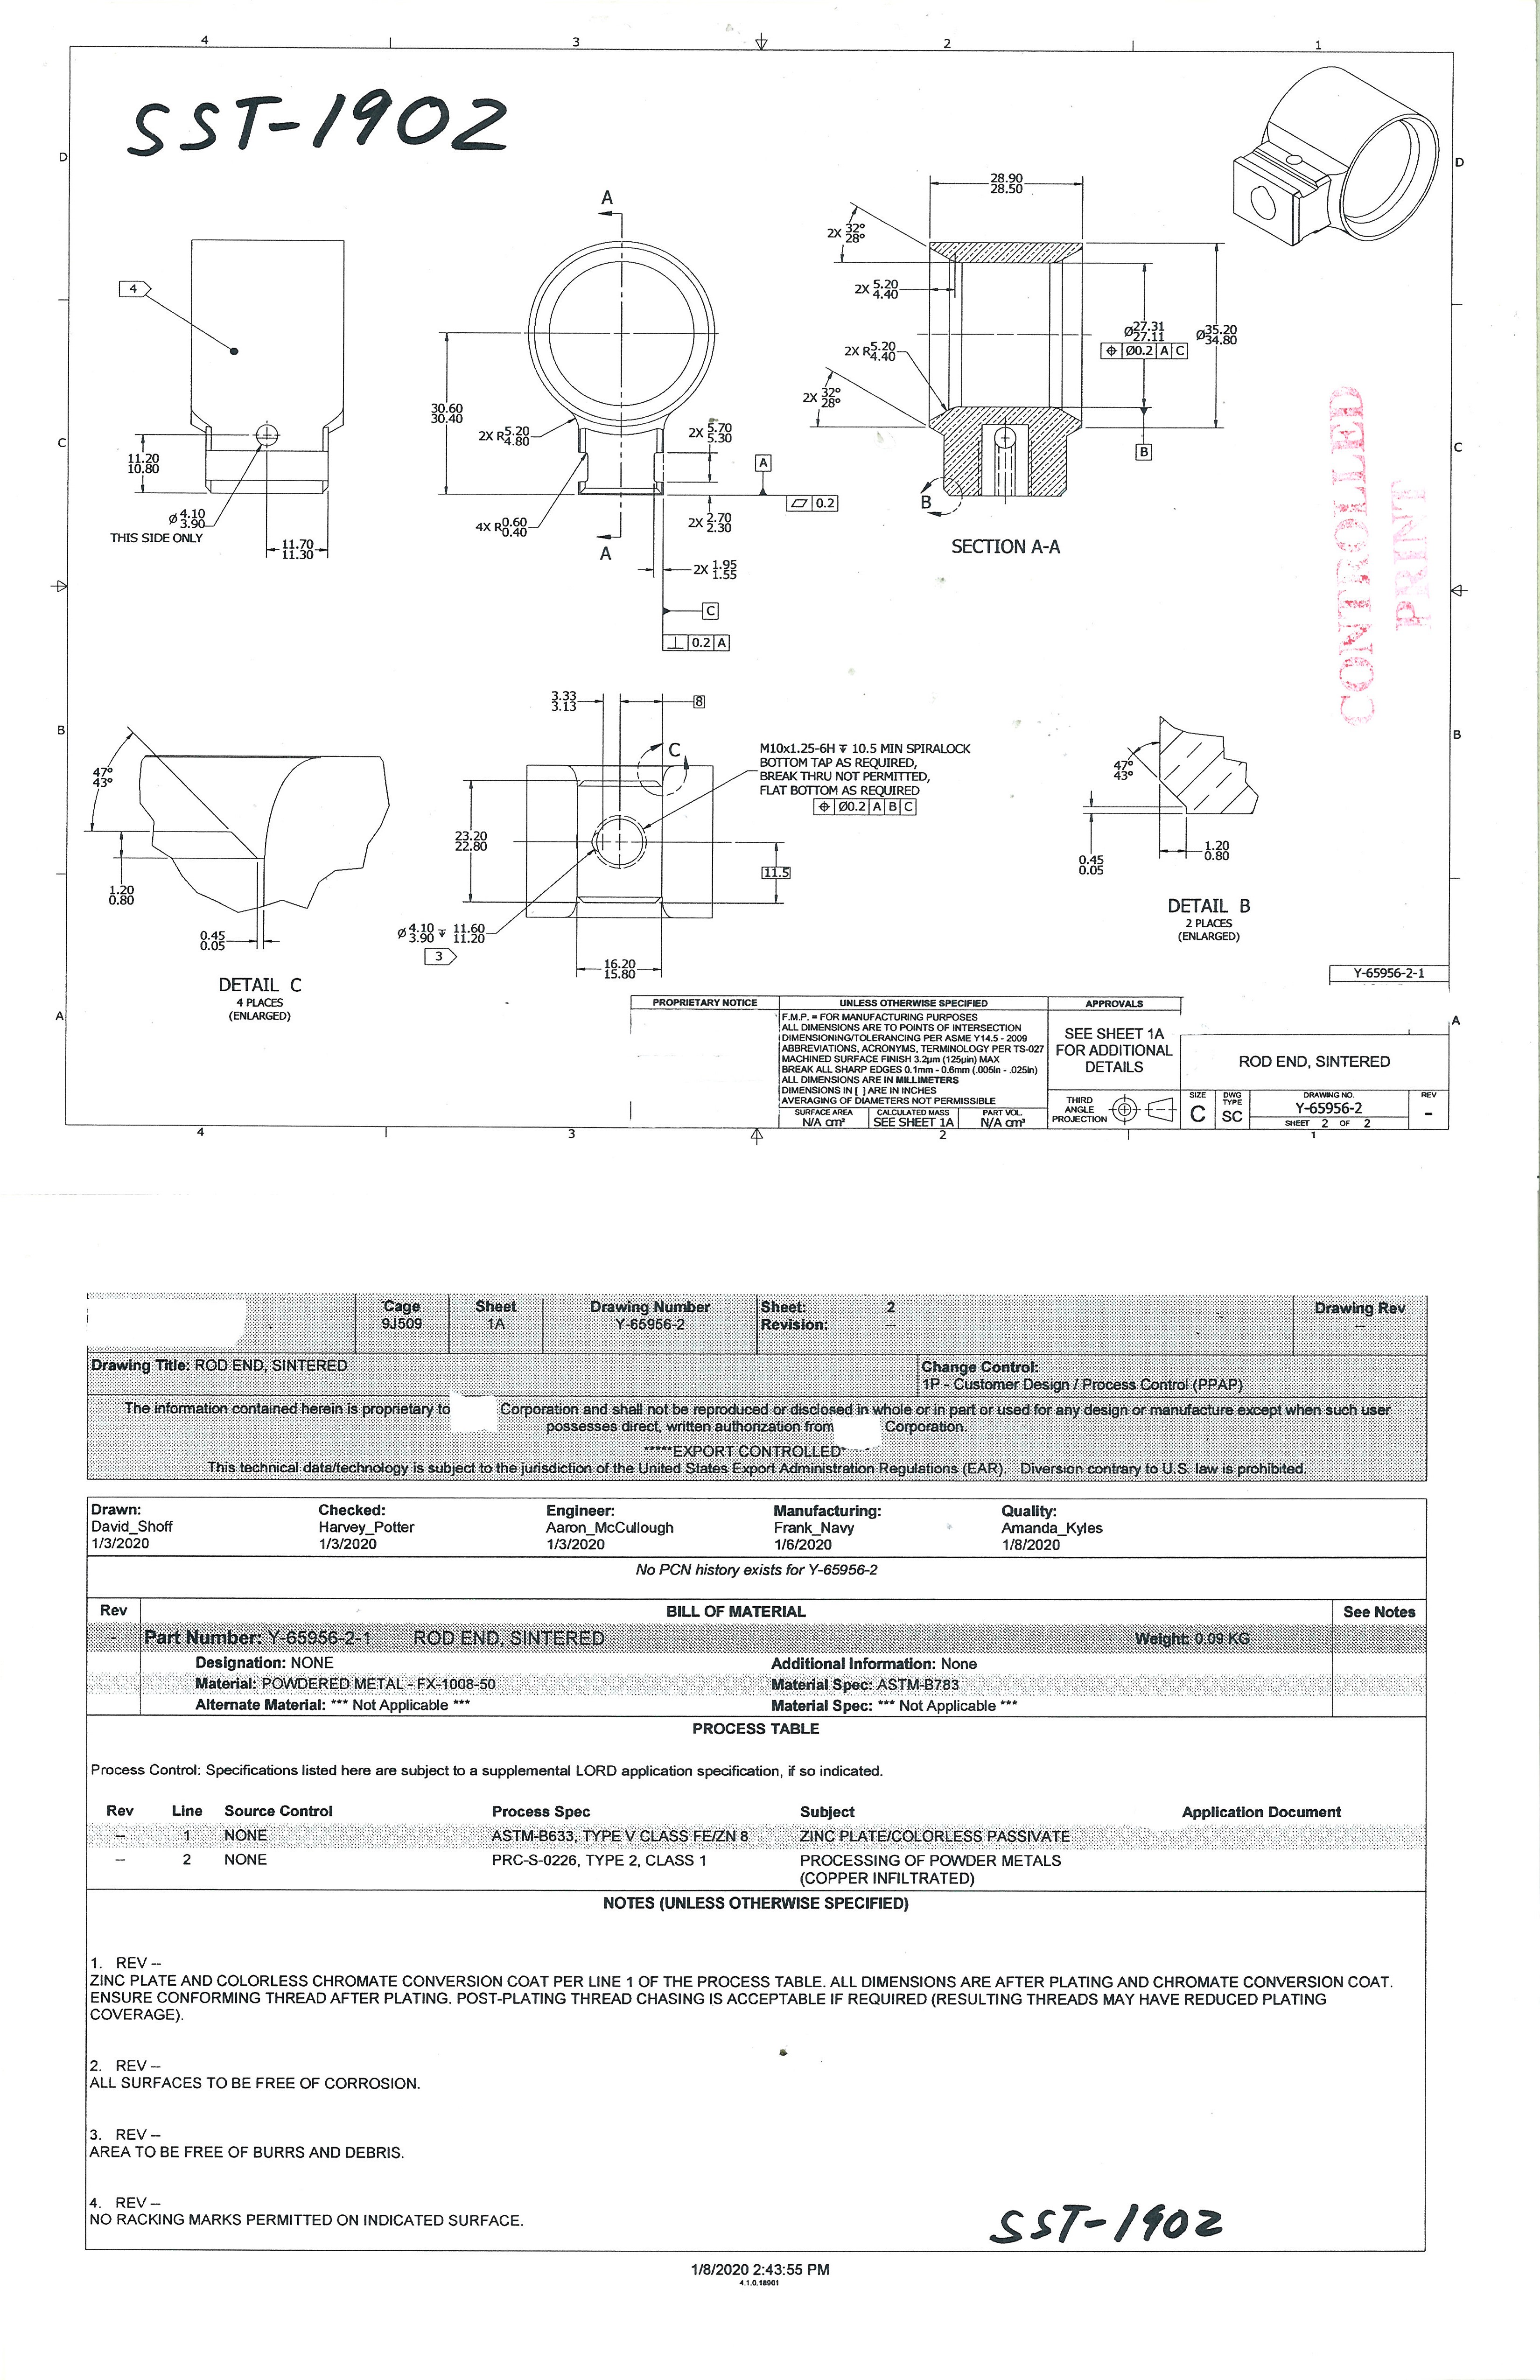 4 3 2 1
SST-1902
D
D
A
28.90
28.50
2X 32°
28°
4
2X 5.20
4.40
Ø27.31
27.11
⌖ Ø0.2 A C
Ø35.20
34.80
2X R5.20
4.40
2X 32°
28°
30.60
30.40
2X R5.20
4.80
2X 5.70
5.30
C
C
11.20
10.80
A
B
⏥ 0.2
B
Ø4.10
3.90
THIS SIDE ONLY
11.70
11.30
4X R0.60
0.40
2X 2.70
2.30
A
SECTION A-A
2X 1.95
1.55
C
⊥ 0.2 A
CONTROLLED
PRINT
3.33
3.13
8
B
B
C
M10x1.25-6H ↧ 10.5 MIN SPIRALOCK
BOTTOM TAP AS REQUIRED,
BREAK THRU NOT PERMITTED,
FLAT BOTTOM AS REQUIRED
⌖ Ø0.2 A B C
47°
43°
47°
43°
23.20
22.80
11.5
1.20
0.80
0.45
0.05
1.20
0.80
0.45
0.05
Ø4.10 ↧ 11.60
3.90 11.20
3
16.20
15.80
DETAIL C
4 PLACES
(ENLARGED)
DETAIL B
2 PLACES
(ENLARGED)
Y-65956-2-1
A
A
PROPRIETARY NOTICE
UNLESS OTHERWISE SPECIFIED
F.M.P. = FOR MANUFACTURING PURPOSES
ALL DIMENSIONS ARE TO POINTS OF INTERSECTION
DIMENSIONING/TOLERANCING PER ASME Y14.5 - 2009
ABBREVIATIONS, ACRONYMS, TERMINOLOGY PER TS-027
MACHINED SURFACE FINISH 3.2µm (125µin) MAX
BREAK ALL SHARP EDGES 0.1mm - 0.6mm (.005in - .025in)
ALL DIMENSIONS ARE IN MILLIMETERS
DIMENSIONS IN [ ] ARE IN INCHES
AVERAGING OF DIAMETERS NOT PERMISSIBLE
SURFACE AREA CALCULATED MASS PART VOL.
N/A cm² SEE SHEET 1A N/A cm³
APPROVALS
SEE SHEET 1A
FOR ADDITIONAL
DETAILS
THIRD
ANGLE
PROJECTION
ROD END, SINTERED
SIZE
C
DWG
TYPE
SC
DRAWING NO.
Y-65956-2
SHEET 2 OF 2
REV
-
4 3 2 1
Cage Sheet Drawing Number Sheet: 2 Drawing Rev
9J509 1A Y-65956-2 Revision: -- --
Drawing Title: ROD END, SINTERED Change Control:
1P - Customer Design / Process Control (PPAP)
The information contained herein is proprietary to Corporation and shall not be reproduced or disclosed in whole or in part or used for any design or manufacture except when such user
possesses direct, written authorization from Corporation.
*****EXPORT CONTROLLED*
This technical data/technology is subject to the jurisdiction of the United States Export Administration Regulations (EAR). Diversion contrary to U.S. law is prohibited.
Drawn: Checked: Engineer: Manufacturing: Quality:
David_Shoff Harvey_Potter Aaron_McCullough Frank_Navy Amanda_Kyles
1/3/2020 1/3/2020 1/3/2020 1/6/2020 1/8/2020
No PCN history exists for Y-65956-2
Rev BILL OF MATERIAL See Notes
Part Number: Y-65956-2-1 ROD END, SINTERED Weight: 0.09 KG
Designation: NONE Additional Information: None
Material: POWDERED METAL - FX-1008-50 Material Spec: ASTM-B783
Alternate Material: *** Not Applicable *** Material Spec: *** Not Applicable ***
PROCESS TABLE
Process Control: Specifications listed here are subject to a supplemental LORD application specification, if so indicated.
Rev Line Source Control Process Spec Subject Application Document
-- 1 NONE ASTM-B633, TYPE V CLASS FE/ZN 8 ZINC PLATE/COLORLESS PASSIVATE
-- 2 NONE PRC-S-0226, TYPE 2, CLASS 1 PROCESSING OF POWDER METALS
(COPPER INFILTRATED)
NOTES (UNLESS OTHERWISE SPECIFIED)
1. REV --
ZINC PLATE AND COLORLESS CHROMATE CONVERSION COAT PER LINE 1 OF THE PROCESS TABLE. ALL DIMENSIONS ARE AFTER PLATING AND CHROMATE CONVERSION COAT.
ENSURE CONFORMING THREAD AFTER PLATING. POST-PLATING THREAD CHASING IS ACCEPTABLE IF REQUIRED (RESULTING THREADS MAY HAVE REDUCED PLATING
COVERAGE).
2. REV --
ALL SURFACES TO BE FREE OF CORROSION.
3. REV --
AREA TO BE FREE OF BURRS AND DEBRIS.
4. REV --
NO RACKING MARKS PERMITTED ON INDICATED SURFACE.
SST-1902
1/8/2020 2:43:55 PM
4.1.0.18901